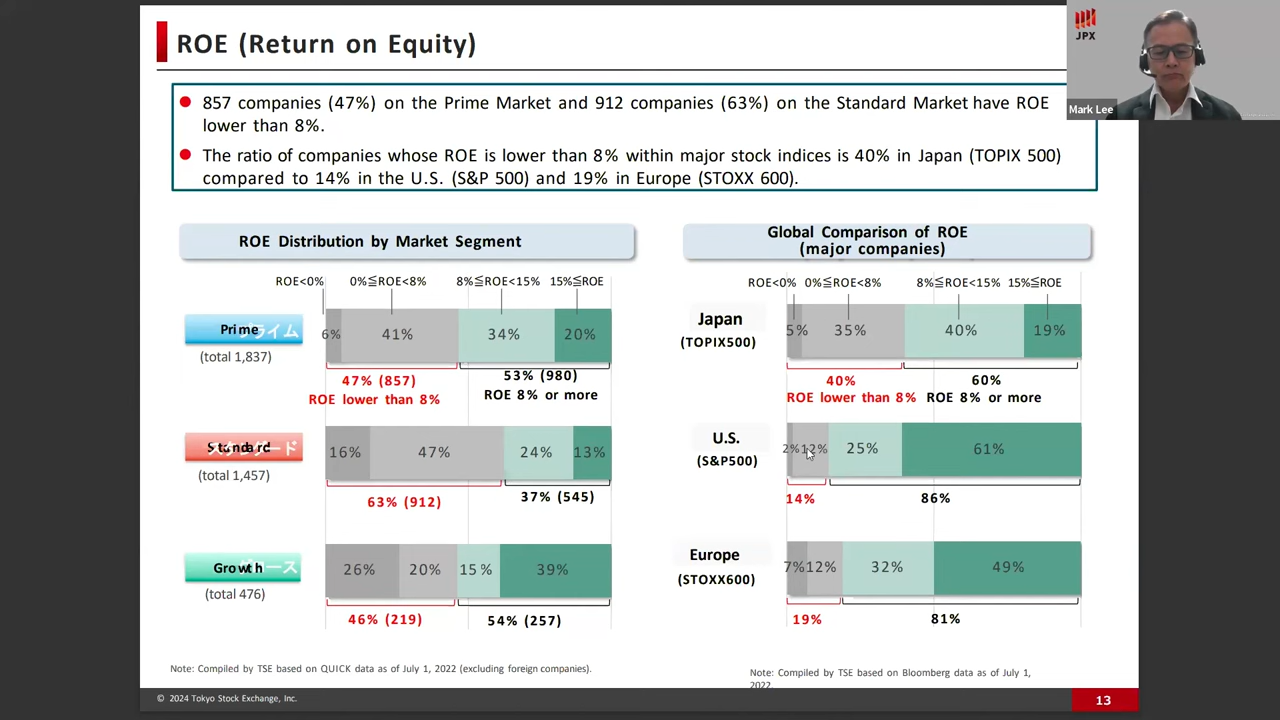 ROE (Return on Equity)
JPX
Mark Lee
857 companies (47%) on the Prime Market and 912 companies (63%) on the Standard Market have ROE
lower than 8%.
The ratio of companies whose ROE is lower than 8% within major stock indices is 40% in Japan (TOPIX 500)
compared to 14% in the U.S. (S&P 500) and 19% in Europe (STOXX 600).
ROE Distribution by Market Segment
ROE<0% 0%≦ROE<8% 8%≦ROE<15% 15%≦ROE
Prime
(total 1,837)
6% 41% 34% 20%
47% (857) 53% (980)
ROE lower than 8% ROE 8% or more
Standard
(total 1,457)
16% 47% 24% 13%
63% (912) 37% (545)
Growth
(total 476)
26% 20% 15% 39%
46% (219) 54% (257)
Note: Compiled by TSE based on QUICK data as of July 1, 2022 (excluding foreign companies).
Global Comparison of ROE
(major companies)
ROE<0% 0%≦ROE<8% 8%≦ROE<15% 15%≦ROE
Japan
(TOPIX500)
5% 35% 40% 19%
40% 60%
ROE lower than 8% ROE 8% or more
U.S.
(S&P500)
2% 12% 25% 61%
14% 86%
Europe
(STOXX600)
7% 12% 32% 49%
19% 81%
Note: Compiled by TSE based on Bloomberg data as of July 1,
2022.
© 2024 Tokyo Stock Exchange, Inc.
13